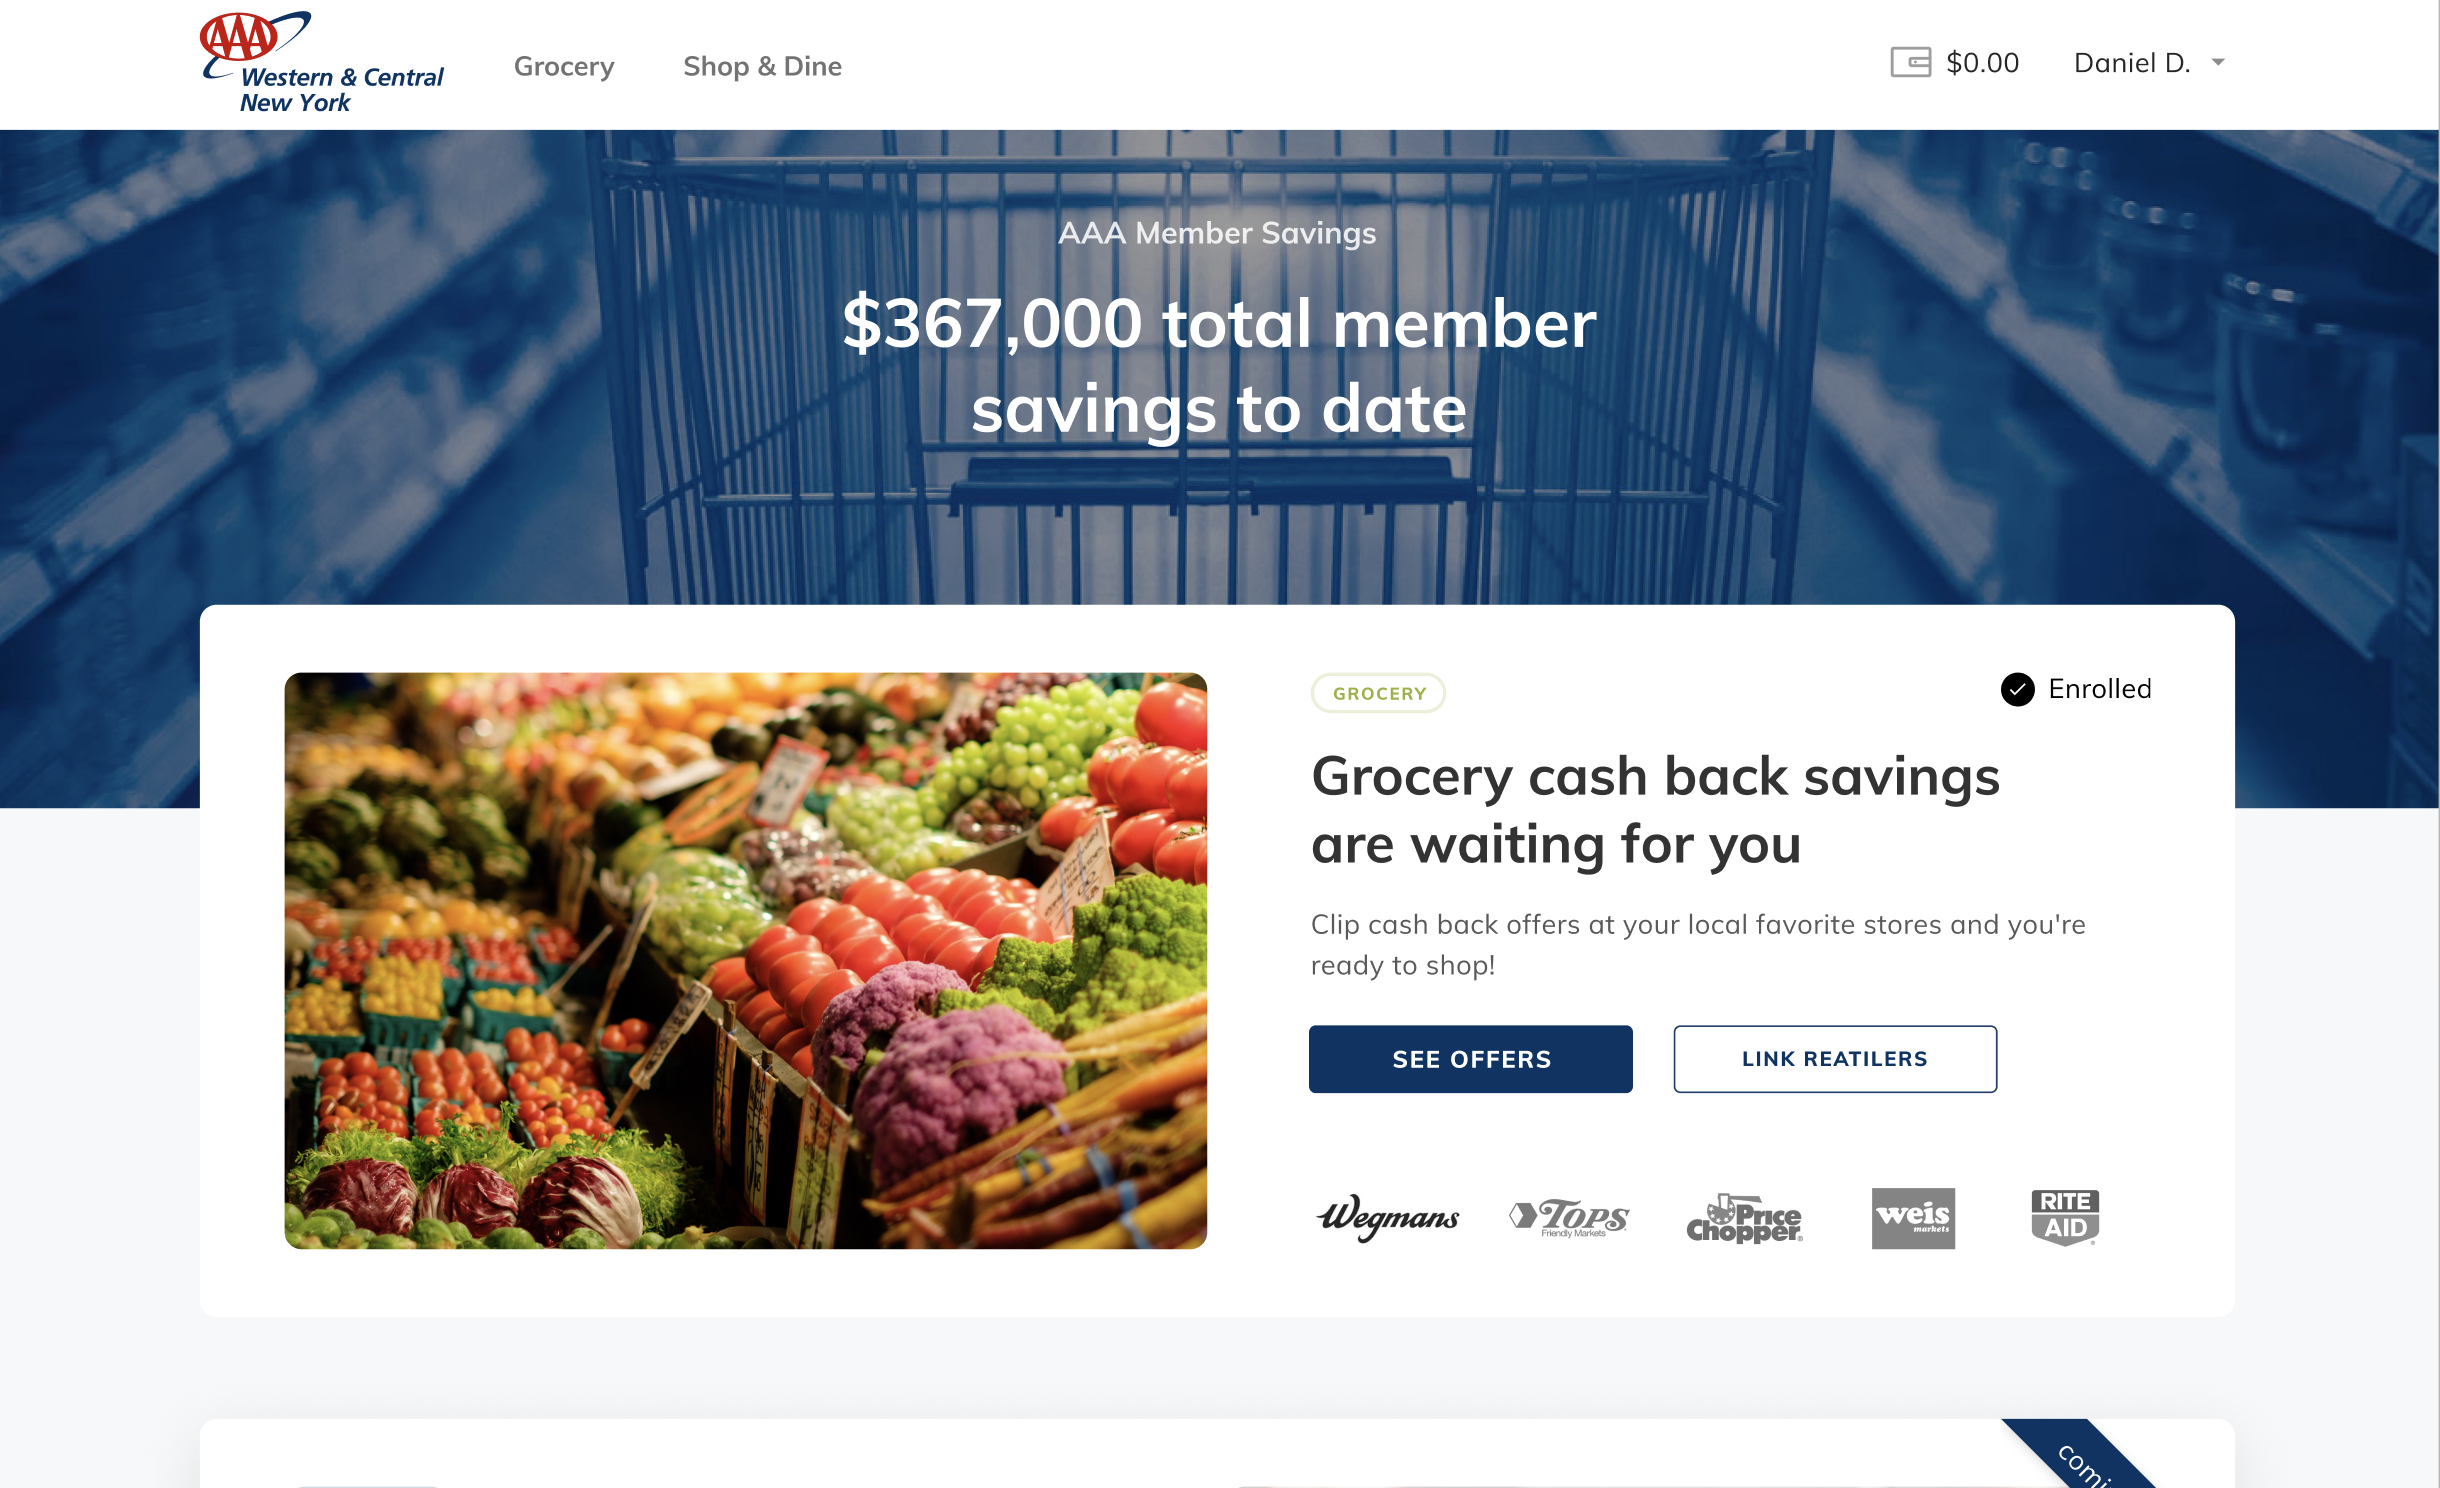 AAA
Western & Central
New York
Grocery
Shop & Dine
$0.00
Daniel D.
AAA Member Savings
$367,000 total member
savings to date
GROCERY
Enrolled
Grocery cash back savings
are waiting for you
Clip cash back offers at your local favorite stores and you're
ready to shop!
SEE OFFERS
LINK REATILERS
Wegmans
Tops
Friendly Markets
Price
Chopper
weis
markets
RITE
AID